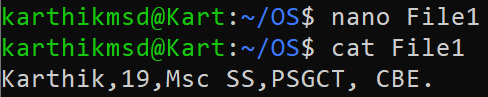 karthikmsd@Kart:~/OS$ nano File1
karthikmsd@Kart:~/OS$ cat File1
Karthik,19,Msc SS,PSGCT, CBE.